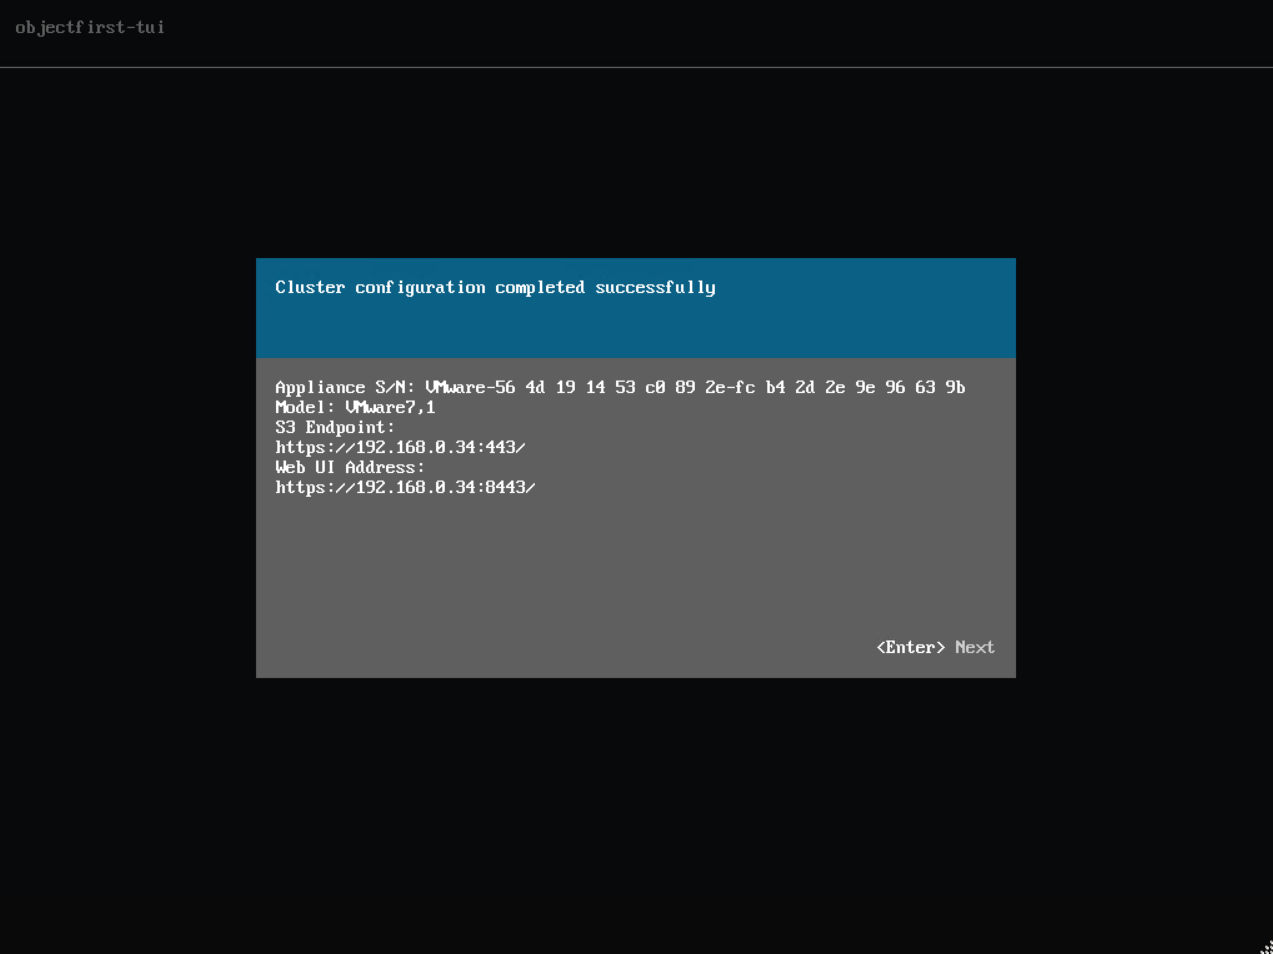 objectfirst-tui
Cluster configuration completed successfully
Appliance S/N: VMware-56 4d 19 14 53 c0 89 2e-fc b4 2d 2e 9e 96 63 9b
Model: VMware7,1
S3 Endpoint:
https://192.168.0.34:443/
Web UI Address:
https://192.168.0.34:8443/
<Enter> Next